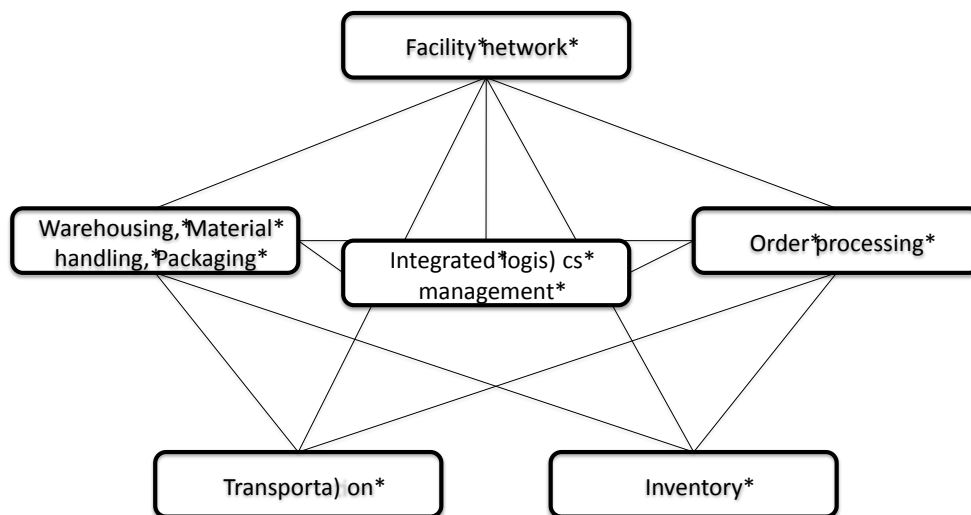 Facility*network*
Warehousing,*Material*
handling,*Packaging*
Integrated*logis) cs*
management*
Order*processing*
Transporta) on*
Inventory*